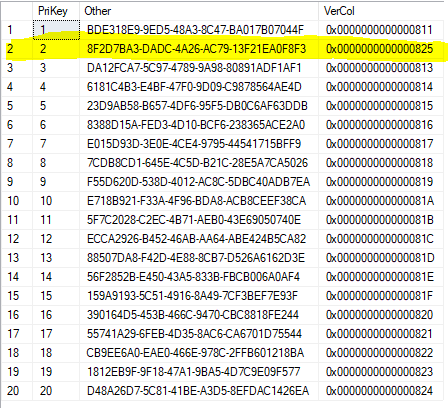 PriKey Other VerCol
1 1 BDE318E9-9ED5-48A3-8C47-BA017B07044F 0x0000000000000811
2 2 8F2D7BA3-DADC-4A26-AC79-13F21EA0F8F3 0x0000000000000825
3 3 DA12FCA7-5C97-4789-9A98-80891ADF1AF1 0x0000000000000813
4 4 6181C4B3-E4BF-47F0-9D09-C9878564AE4D 0x0000000000000814
5 5 23D9AB58-B657-4DF6-95F5-DB0C6AF63DDB 0x0000000000000815
6 6 8388D15A-FED3-4D10-BCF6-238365ACE2A0 0x0000000000000816
7 7 E015D93D-3E0E-4CE4-9795-44541715BFF9 0x0000000000000817
8 8 7CDB8CD1-645E-4C5D-B21C-28E5A7CA5026 0x0000000000000818
9 9 F55D620D-538D-4012-AC8C-5DBC40ADB7EA 0x0000000000000819
10 10 E718B921-F33A-4F96-BDA8-ACB8CEEF38CA 0x000000000000081A
11 11 5F7C2028-C2EC-4B71-AEB0-43E69050740E 0x000000000000081B
12 12 ECCA2926-B452-46AB-AA64-ABE424B5CA82 0x000000000000081C
13 13 88507DA8-F42D-4E88-8CB7-D526A6162D3E 0x000000000000081D
14 14 56F2852B-E450-43A5-833B-FBCB006A0AF4 0x000000000000081E
15 15 159A9193-5C51-4916-8A49-7CF3BEF7E93F 0x000000000000081F
16 16 390164D5-453B-466C-9470-CBC8818FE244 0x0000000000000820
17 17 55741A29-6FEB-4D35-8AC6-CA6701D75544 0x0000000000000821
18 18 CB9EE6A0-EAE0-466E-978C-2FFB601218BA 0x0000000000000822
19 19 1812EB9F-9F18-47A1-9BA5-4D7C9E09F577 0x0000000000000823
20 20 D48A26D7-5C81-41BE-A3D5-8EFDAC1426EA 0x0000000000000824